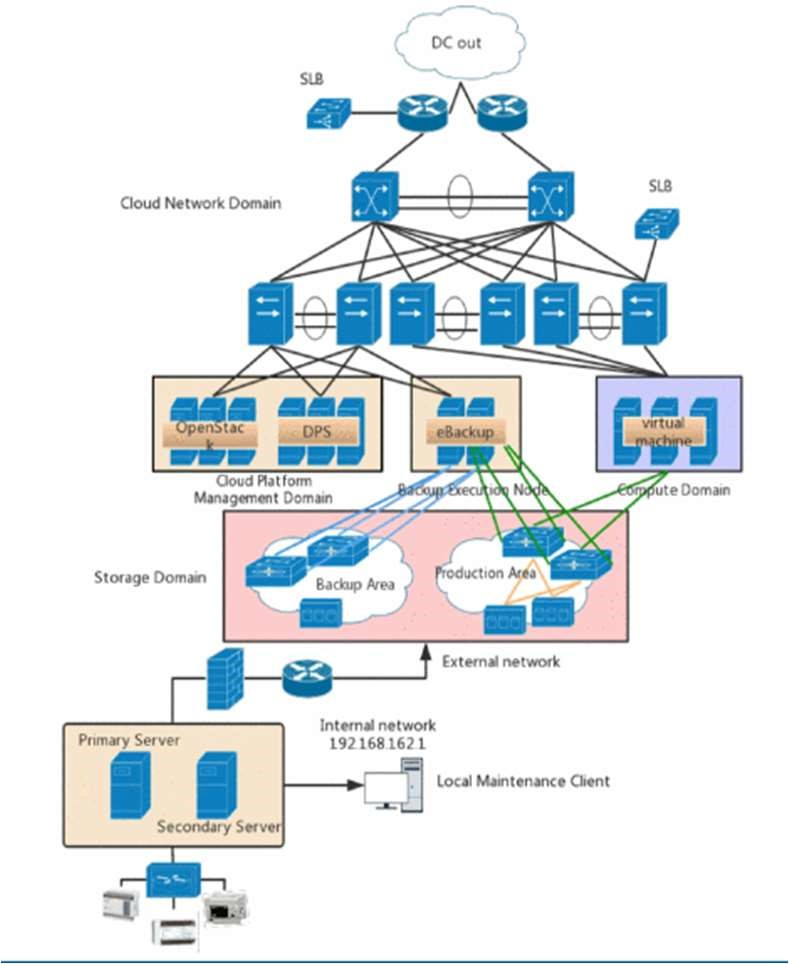 DC out
SLB
Cloud Network Domain
SLB
OpenStac
k
DPS
eBackup
virtual
machine
Cloud Platform
Management Domain
Backup Execution Node
Compute Domain
Storage Domain
Backup Area
Production Area
External network
Primary Server
Secondary Server
Internal network
192.168.162.1
Local Maintenance Client